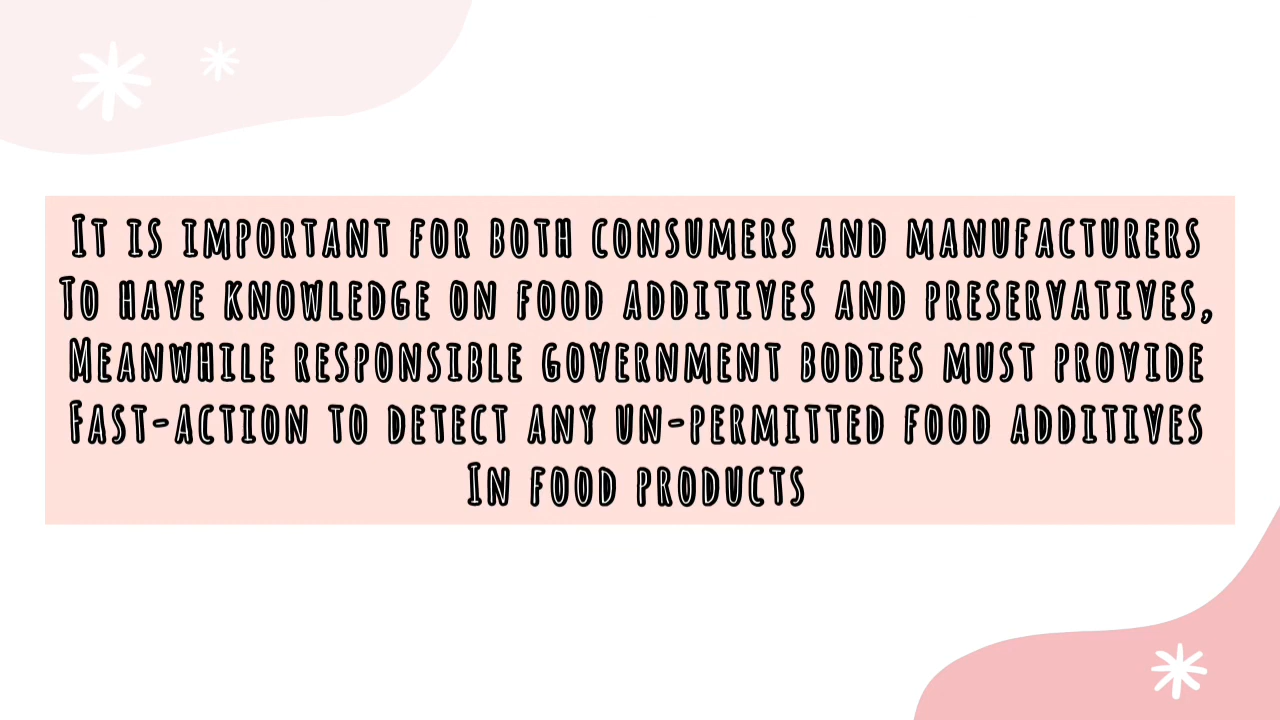 It is important for both consumers and manufacturers
To have knowledge on food additives and preservatives,
Meanwhile responsible government bodies must provide
Fast-action to detect any un-permitted food additives
In food products